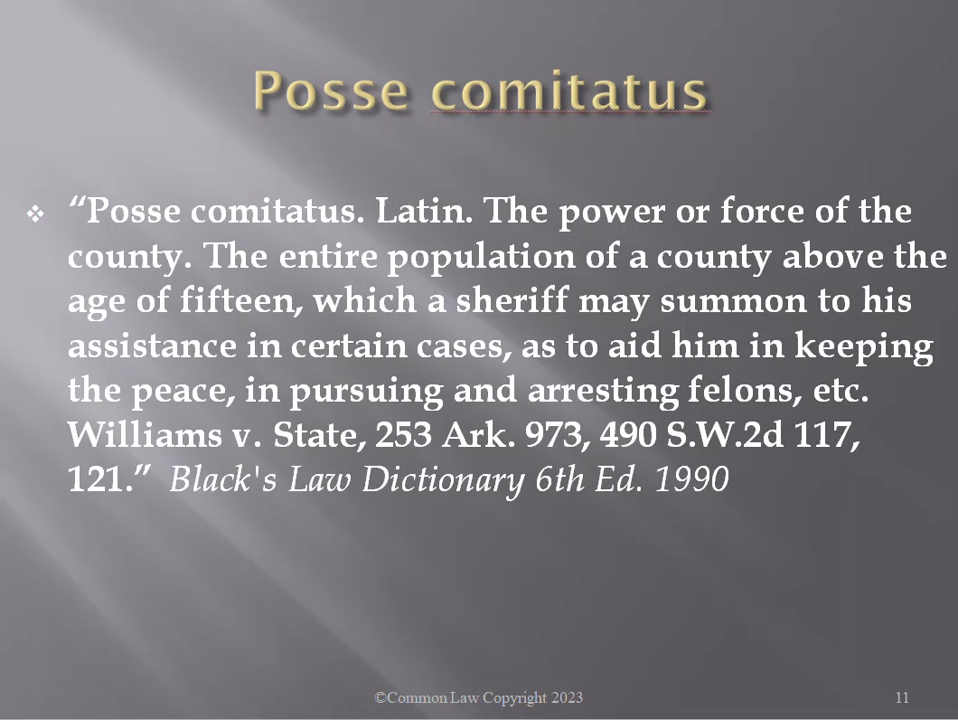 Posse comitatus
❖ “Posse comitatus. Latin. The power or force of the
county. The entire population of a county above the
age of fifteen, which a sheriff may summon to his
assistance in certain cases, as to aid him in keeping
the peace, in pursuing and arresting felons, etc.
Williams v. State, 253 Ark. 973, 490 S.W.2d 117,
121.” Black's Law Dictionary 6th Ed. 1990
©Common Law Copyright 2023
11